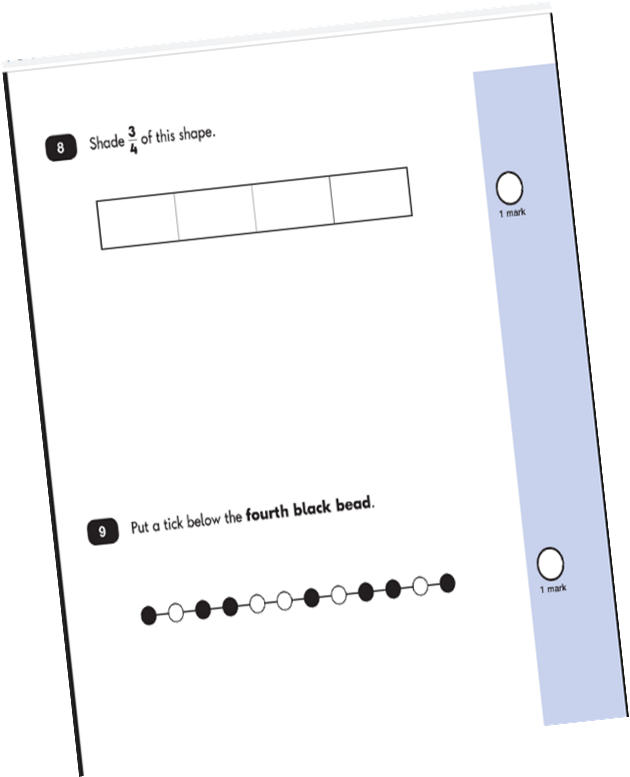 8 Shade 3/4 of this shape.
1 mark
9 Put a tick below the fourth black bead.
1 mark